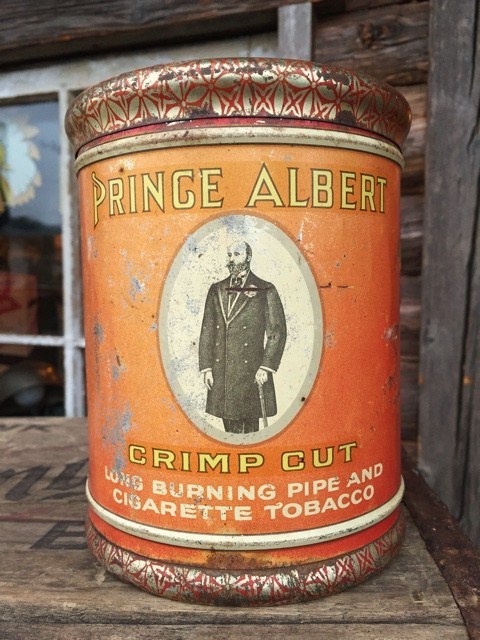 PRINCE ALBERT
CRIMP CUT
LONG BURNING PIPE AND
CIGARETTE TOBACCO